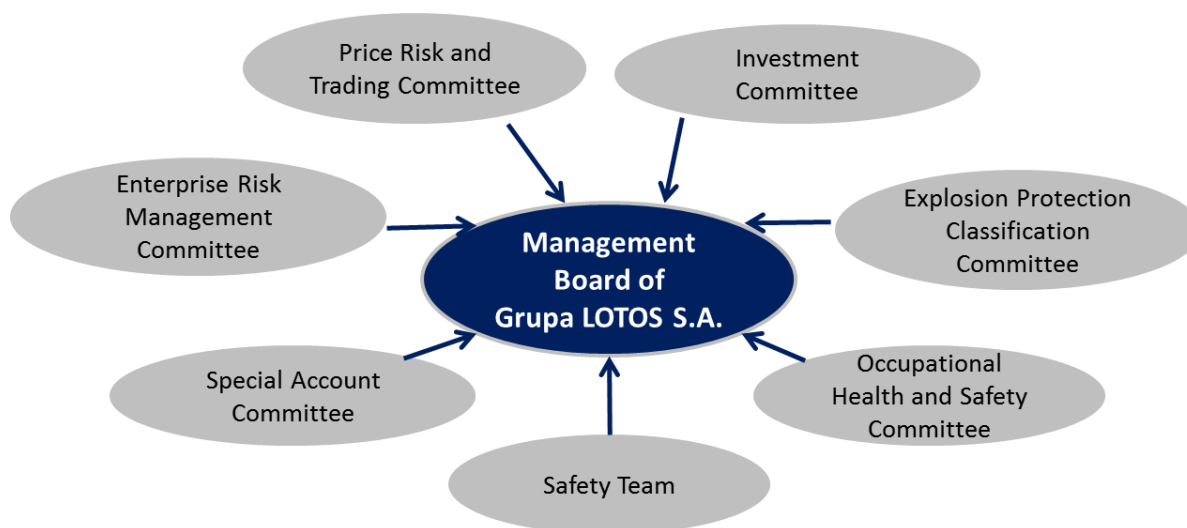 Price Risk and
Trading Committee
Investment
Committee
Enterprise Risk
Management
Committee
Explosion Protection
Classification
Committee
Management
Board of
Grupa LOTOS S.A.
Special Account
Committee
Occupational
Health and Safety
Committee
Safety Team